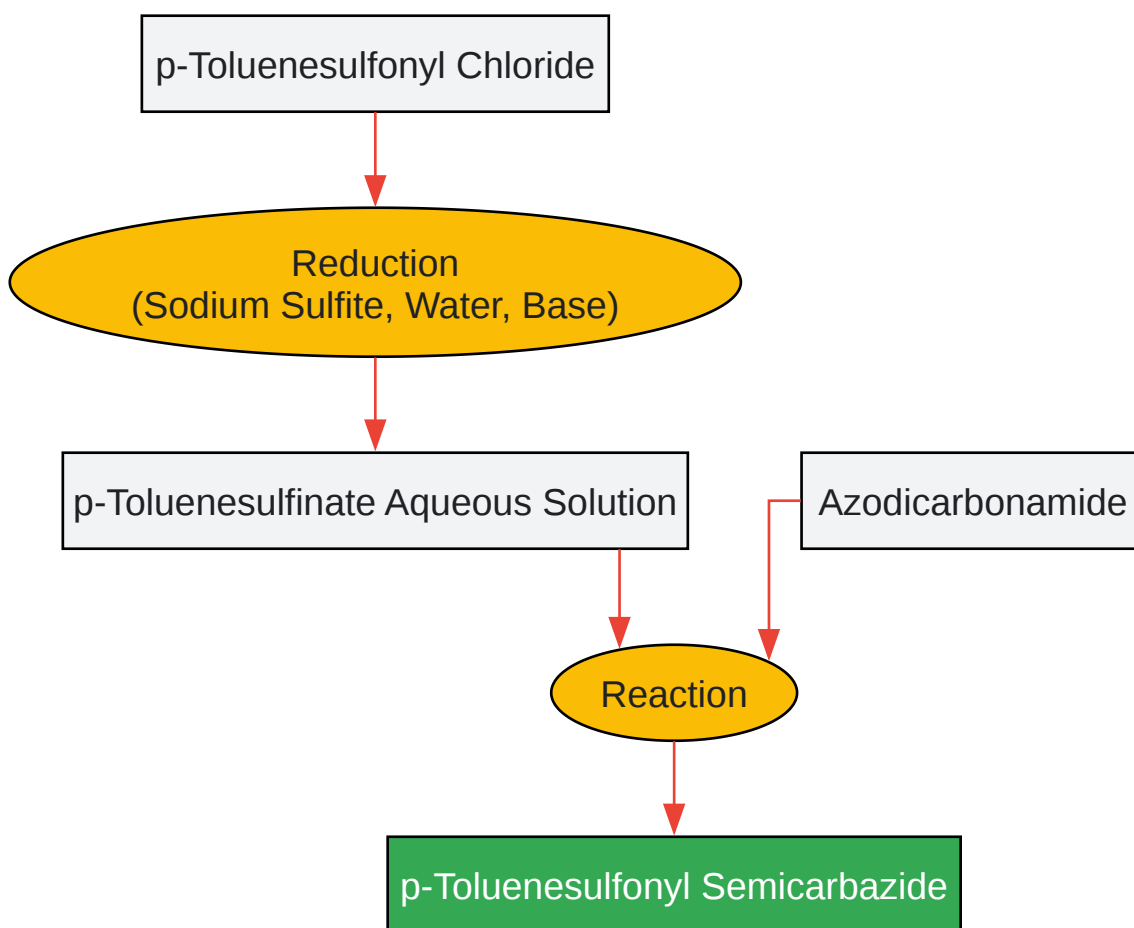 p-Toluenesulfonyl Chloride
Reduction
(Sodium Sulfite, Water, Base)
p-Toluenesulfinate Aqueous Solution
Azodicarbonamide
Reaction
p-Toluenesulfonyl Semicarbazide